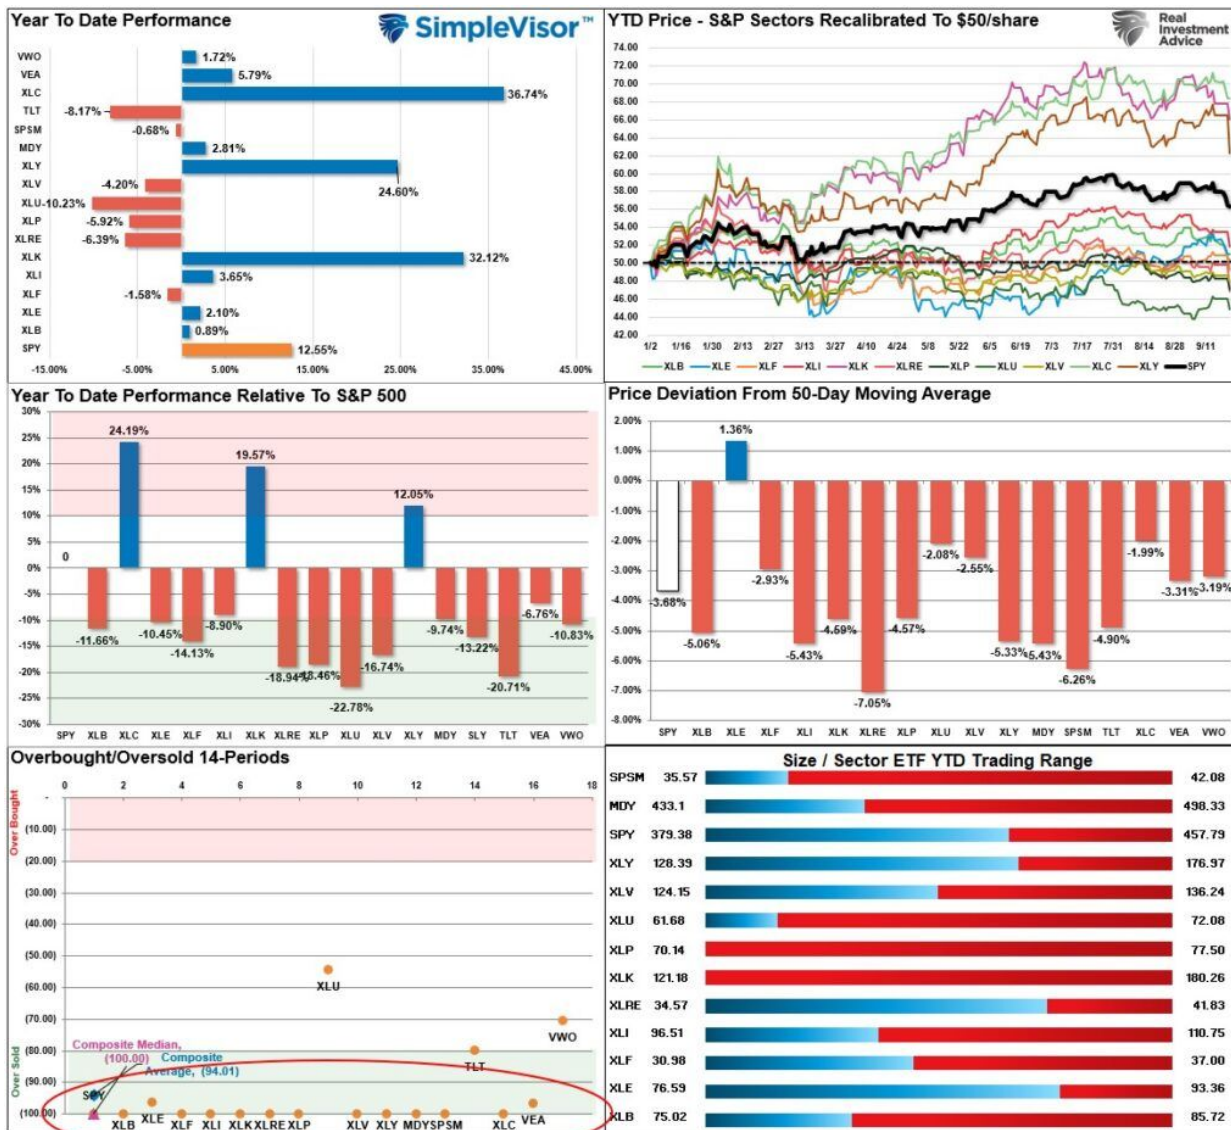 Year To Date Performance
SimpleVisor™
VWO 1.72%
VEA 5.79%
XLC 36.74%
TLT -8.17%
SPSM -0.68%
MDY 2.81%
XLY 24.60%
XLV -4.20%
XLU -10.23%
XLP -5.92%
XLRE -6.39%
XLK 32.12%
XLI 3.65%
XLF -1.58%
XLE 2.10%
XLB 0.89%
SPY 12.55%
-15.00% -5.00% 5.00% 15.00% 25.00% 35.00% 45.00%
YTD Price - S&P Sectors Recalibrated To $50/share
Real
Investment
Advice
74.00
72.00
70.00
68.00
66.00
64.00
62.00
60.00
58.00
56.00
54.00
52.00
50.00
48.00
46.00
44.00
42.00
1/2 1/16 1/30 2/13 2/27 3/13 3/27 4/10 4/24 5/8 5/22 6/5 6/19 7/3 7/17 7/31 8/14 8/28 9/11
XLB XLE XLF XLI XLK XLRE XLP XLU XLV XLC XLY SPY
Year To Date Performance Relative To S&P 500
30%
25%
20%
15%
10%
5%
0%
-5%
-10%
-15%
-20%
-25%
-30%
0 -11.66% 24.19% -10.45% -14.13% -8.90% 19.57% -18.94% -18.46% -22.78% -16.74% 12.05% -9.74% -13.22% -20.71% -6.76% -10.83%
SPY XLB XLC XLE XLF XLI XLK XLRE XLP XLU XLV XLY MDY SLY TLT VEA VWO
Price Deviation From 50-Day Moving Average
2.00%
1.00%
0.00%
-1.00%
-2.00%
-3.00%
-4.00%
-5.00%
-6.00%
-7.00%
-8.00%
-3.68% -5.06% 1.36% -2.93% -5.43% -4.69% -7.05% -4.57% -2.08% -2.55% -5.33% -5.43% -6.26% -4.90% -1.99% -3.31% -3.19%
SPY XLB XLE XLF XLI XLK XLRE XLP XLU XLV XLY MDY SPSM TLT XLC VEA VWO
Overbought/Oversold 14-Periods
0 2 4 6 8 10 12 14 16 18
-
(10.00)
(20.00)
(30.00)
(40.00)
(50.00)
(60.00)
(70.00)
(80.00)
(90.00)
(100.00)
Over Bought
Over Sold
XLU
VWO
TLT
Composite Median,
(100.00)
Composite
Average, (94.01)
SPY
XLB XLE XLF XLI XLK XLRE XLP XLV XLY MDY SPSM XLC VEA
Size / Sector ETF YTD Trading Range
SPSM 35.57 42.08
MDY 433.1 498.33
SPY 379.38 457.79
XLY 128.39 176.97
XLV 124.15 136.24
XLU 61.68 72.08
XLP 70.14 77.50
XLK 121.18 180.26
XLRE 34.57 41.83
XLI 96.51 110.75
XLF 30.98 37.00
XLE 76.59 93.36
XLB 75.02 85.72